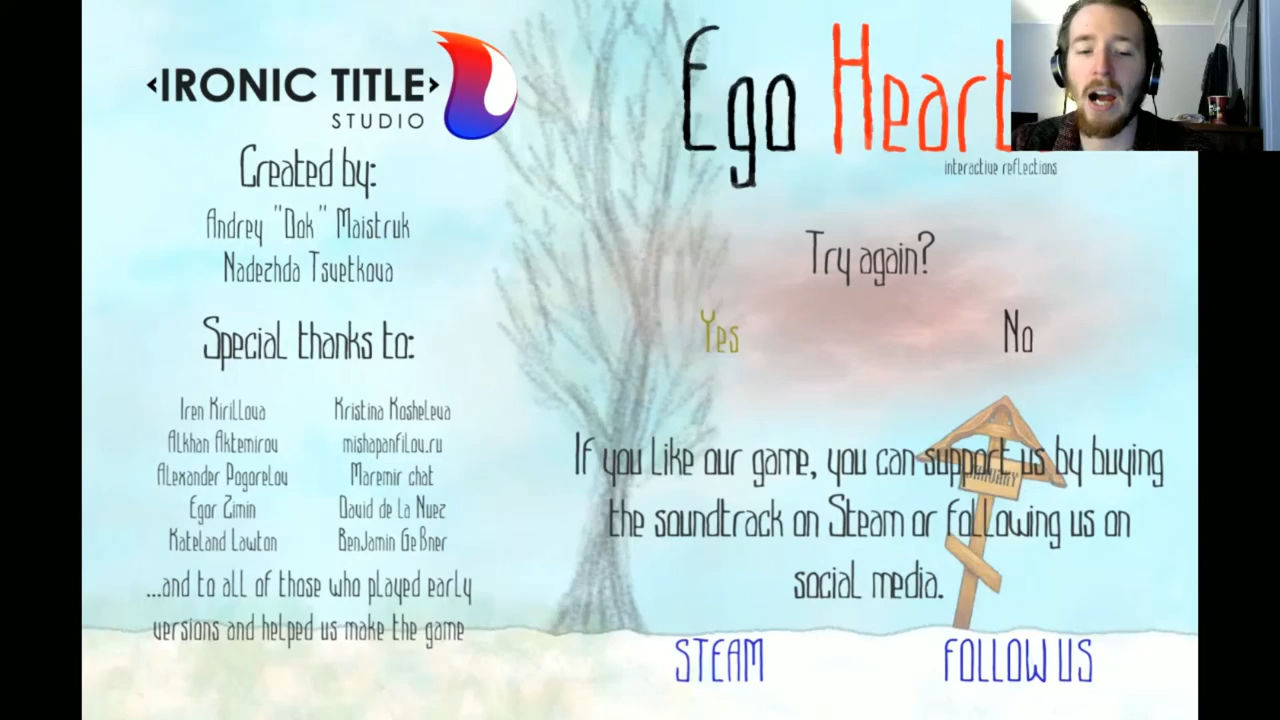 <IRONIC TITLE>
STUDIO
Created by:
Andrey "Dok" Maistruk
Nadezhda Tsvetkova
Special thanks to:
Iren Kirillova
Kristina Kosheleva
Alkhan Aktemirov
mishapanfilov.ru
Alexander Pogorelov
Maremir chat
Egor Zimin
David de La Nuez
Kateland Lawton
Benjamin Geßner
...and to all of those who played early
versions and helped us make the game
Ego Heart
interactive reflections
Try again?
Yes
No
If you like our game, you can support us by buying
the soundtrack on Steam or following us on
social media.
STEAM
FOLLOW US